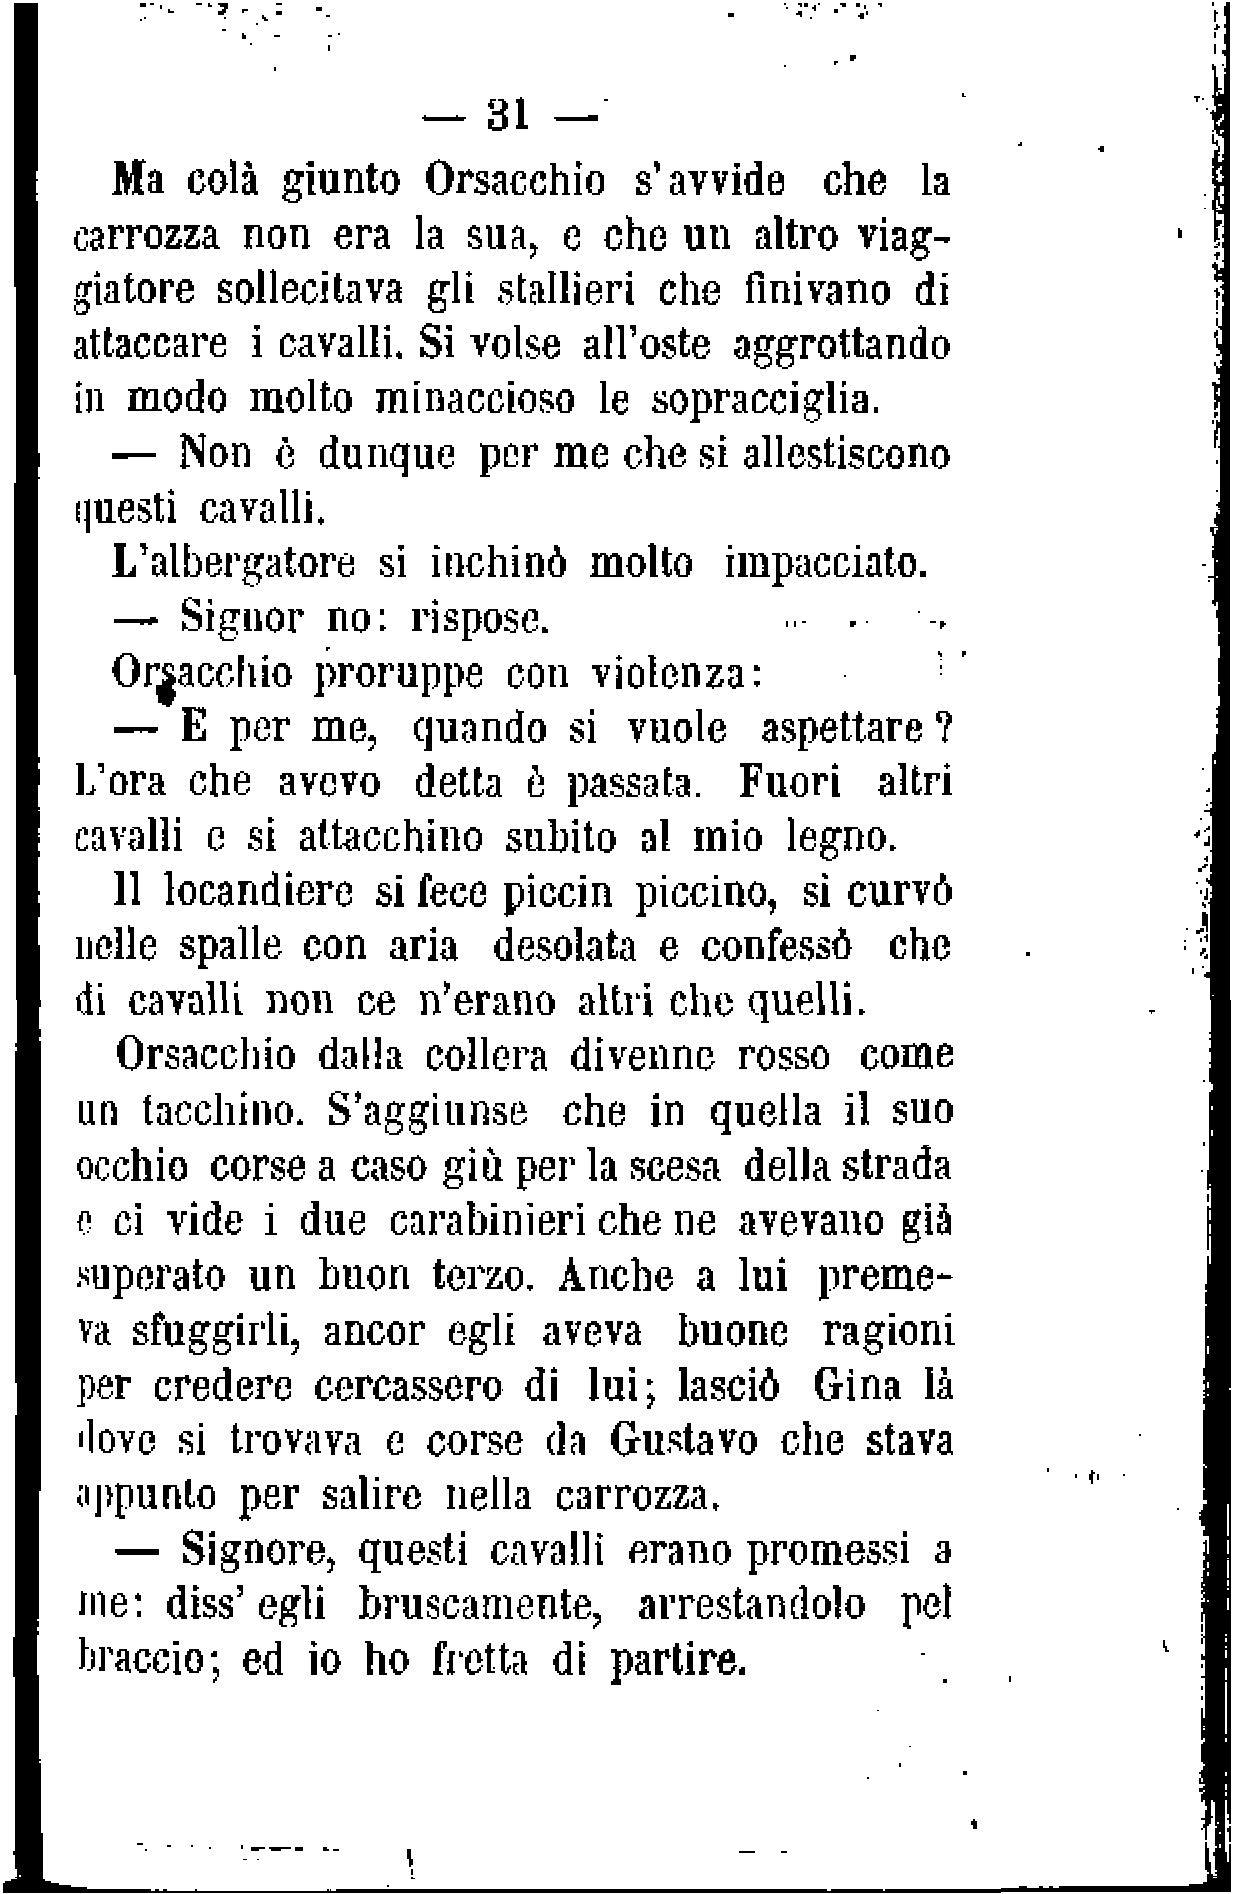 — 31 —
Ma colà giunto Orsacchio s'avvide che la
carrozza non era la sua, e che un altro viag-
giatore sollecitava gli stallieri che finivano di
attaccare i cavalli. Si volse all'oste aggrottando
in modo molto minaccioso le sopracciglia.
— Non è dunque per me che si allestiscono
questi cavalli.
L'albergatore si inchinò molto impacciato.
— Signor no: rispose.
Orsacchio proruppe con violenza:
— E per me, quando si vuole aspettare?
L'ora che avevo detta è passata. Fuori altri
cavalli e si attacchino subito al mio legno.
Il locandiere si fece piccin piccino, si curvò
nelle spalle con aria desolata e confessò che
di cavalli non ce n'erano altri che quelli.
Orsacchio dalla collera divenne rosso come
un tacchino. S'aggiunse che in quella il suo
occhio corse a caso giù per la scesa della strada
e ci vide i due carabinieri che ne avevano già
superato un buon terzo. Anche a lui preme-
va sfuggirli, ancor egli aveva buone ragioni
per credere cercassero di lui; lasciò Gina là
dove si trovava e corse da Gustavo che stava
appunto per salire nella carrozza.
— Signore, questi cavalli erano promessi a
me: diss' egli bruscamente, arrestandolo pel
braccio; ed io ho fretta di partire.